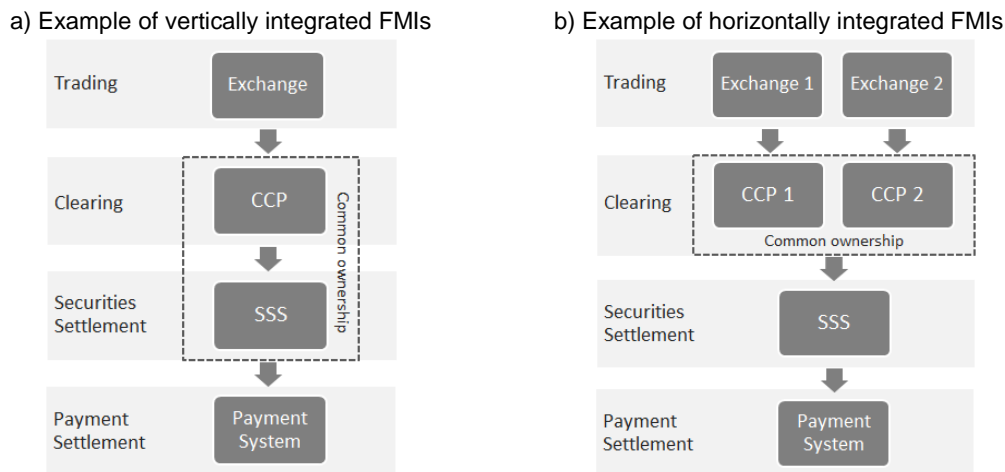 a) Example of vertically integrated FMIs
Trading
Exchange
Clearing
CCP
Common ownership
Securities
Settlement
SSS
Payment
Settlement
Payment
System
b) Example of horizontally integrated FMIs
Trading
Exchange 1
Exchange 2
Clearing
CCP 1
CCP 2
Common ownership
Securities
Settlement
SSS
Payment
Settlement
Payment
System